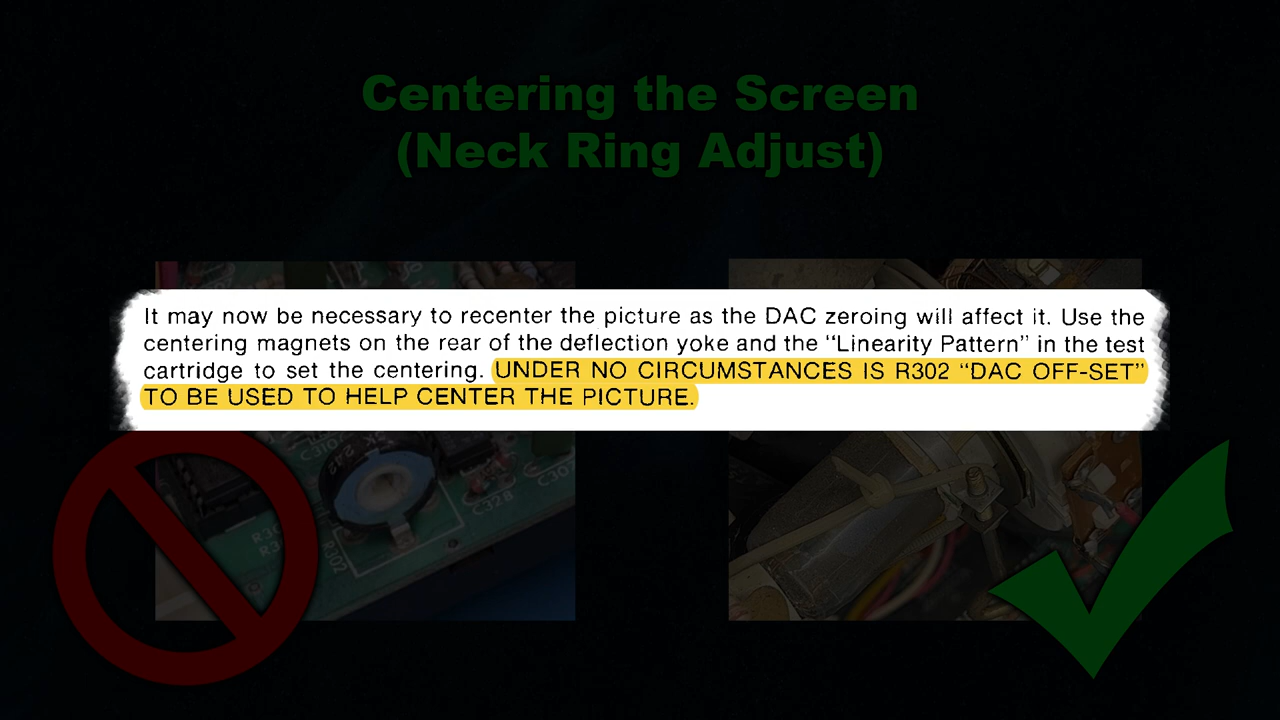 Centering the Screen
(Neck Ring Adjust)
It may now be necessary to recenter the picture as the DAC zeroing will affect it. Use the
centering magnets on the rear of the deflection yoke and the “Linearity Pattern” in the test
cartridge to set the centering. UNDER NO CIRCUMSTANCES IS R302 “DAC OFF-SET”
TO BE USED TO HELP CENTER THE PICTURE.
C328
R302